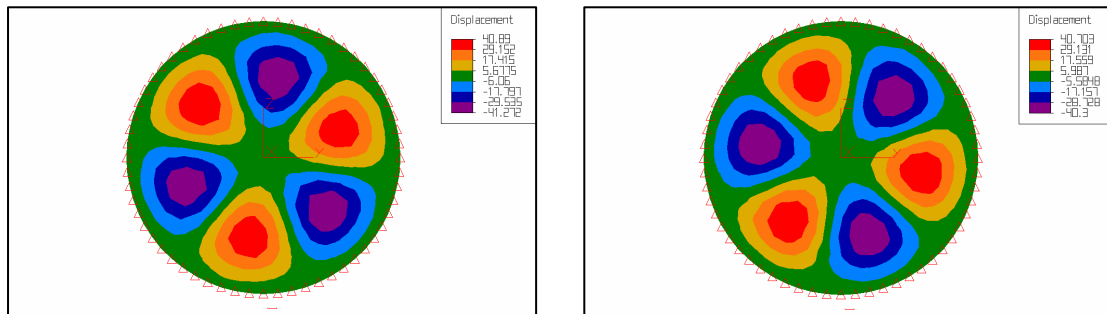 Displacement
40.89
29.152
17.415
5.6775
-6.06
-17.797
-29.535
-41.272
Z
X
Y
Displacement
40.703
29.131
17.559
5.987
-5.5848
-17.157
-28.728
-40.3
X
Y